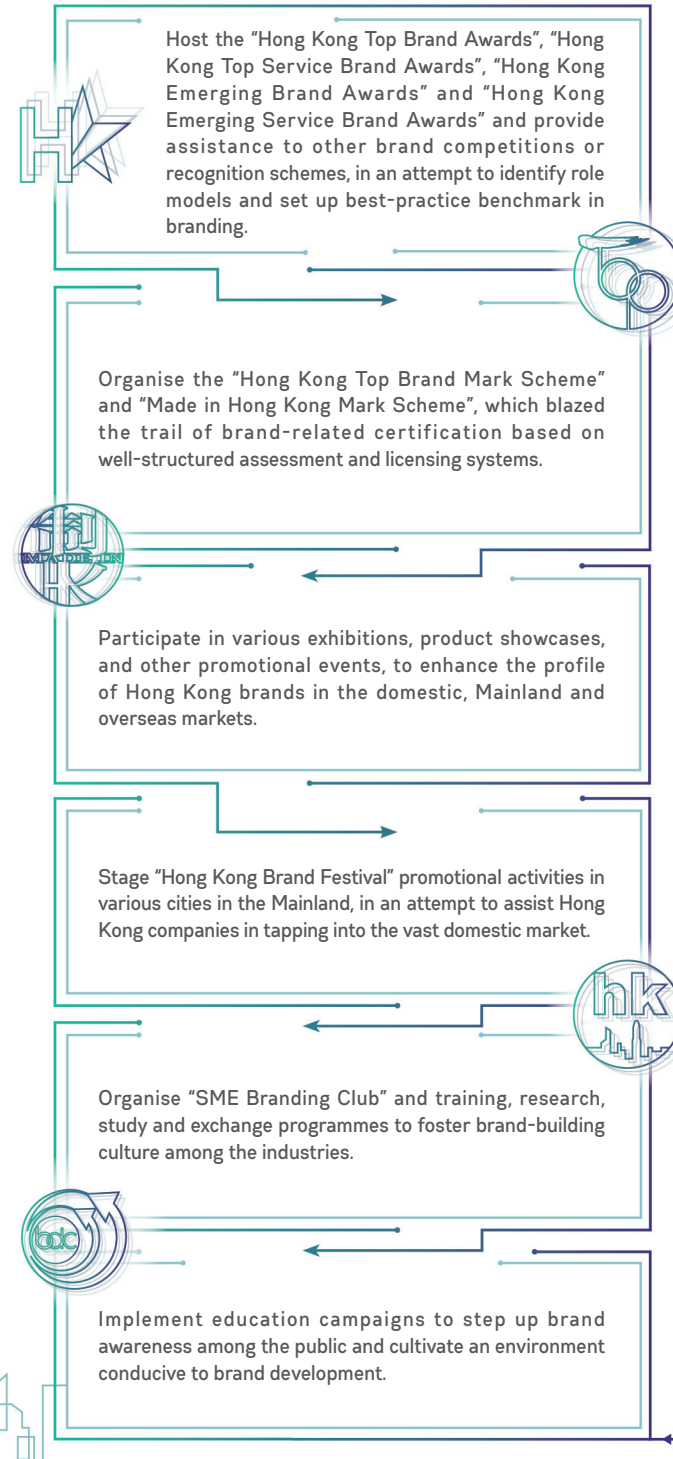 Host the “Hong Kong Top Brand Awards”, “Hong
Kong Top Service Brand Awards”, “Hong Kong
Emerging Brand Awards” and “Hong Kong
Emerging Service Brand Awards” and provide
assistance to other brand competitions or
recognition schemes, in an attempt to identify role
models and set up best-practice benchmark in
branding.
Organise the “Hong Kong Top Brand Mark Scheme”
and “Made in Hong Kong Mark Scheme”, which blazed
the trail of brand-related certification based on
well-structured assessment and licensing systems.
MADE IN
Participate in various exhibitions, product showcases,
and other promotional events, to enhance the profile
of Hong Kong brands in the domestic, Mainland and
overseas markets.
Stage “Hong Kong Brand Festival” promotional activities in
various cities in the Mainland, in an attempt to assist Hong
Kong companies in tapping into the vast domestic market.
hk
Organise “SME Branding Club” and training, research,
study and exchange programmes to foster brand-building
culture among the industries.
bdc
Implement education campaigns to step up brand
awareness among the public and cultivate an environment
conducive to brand development.